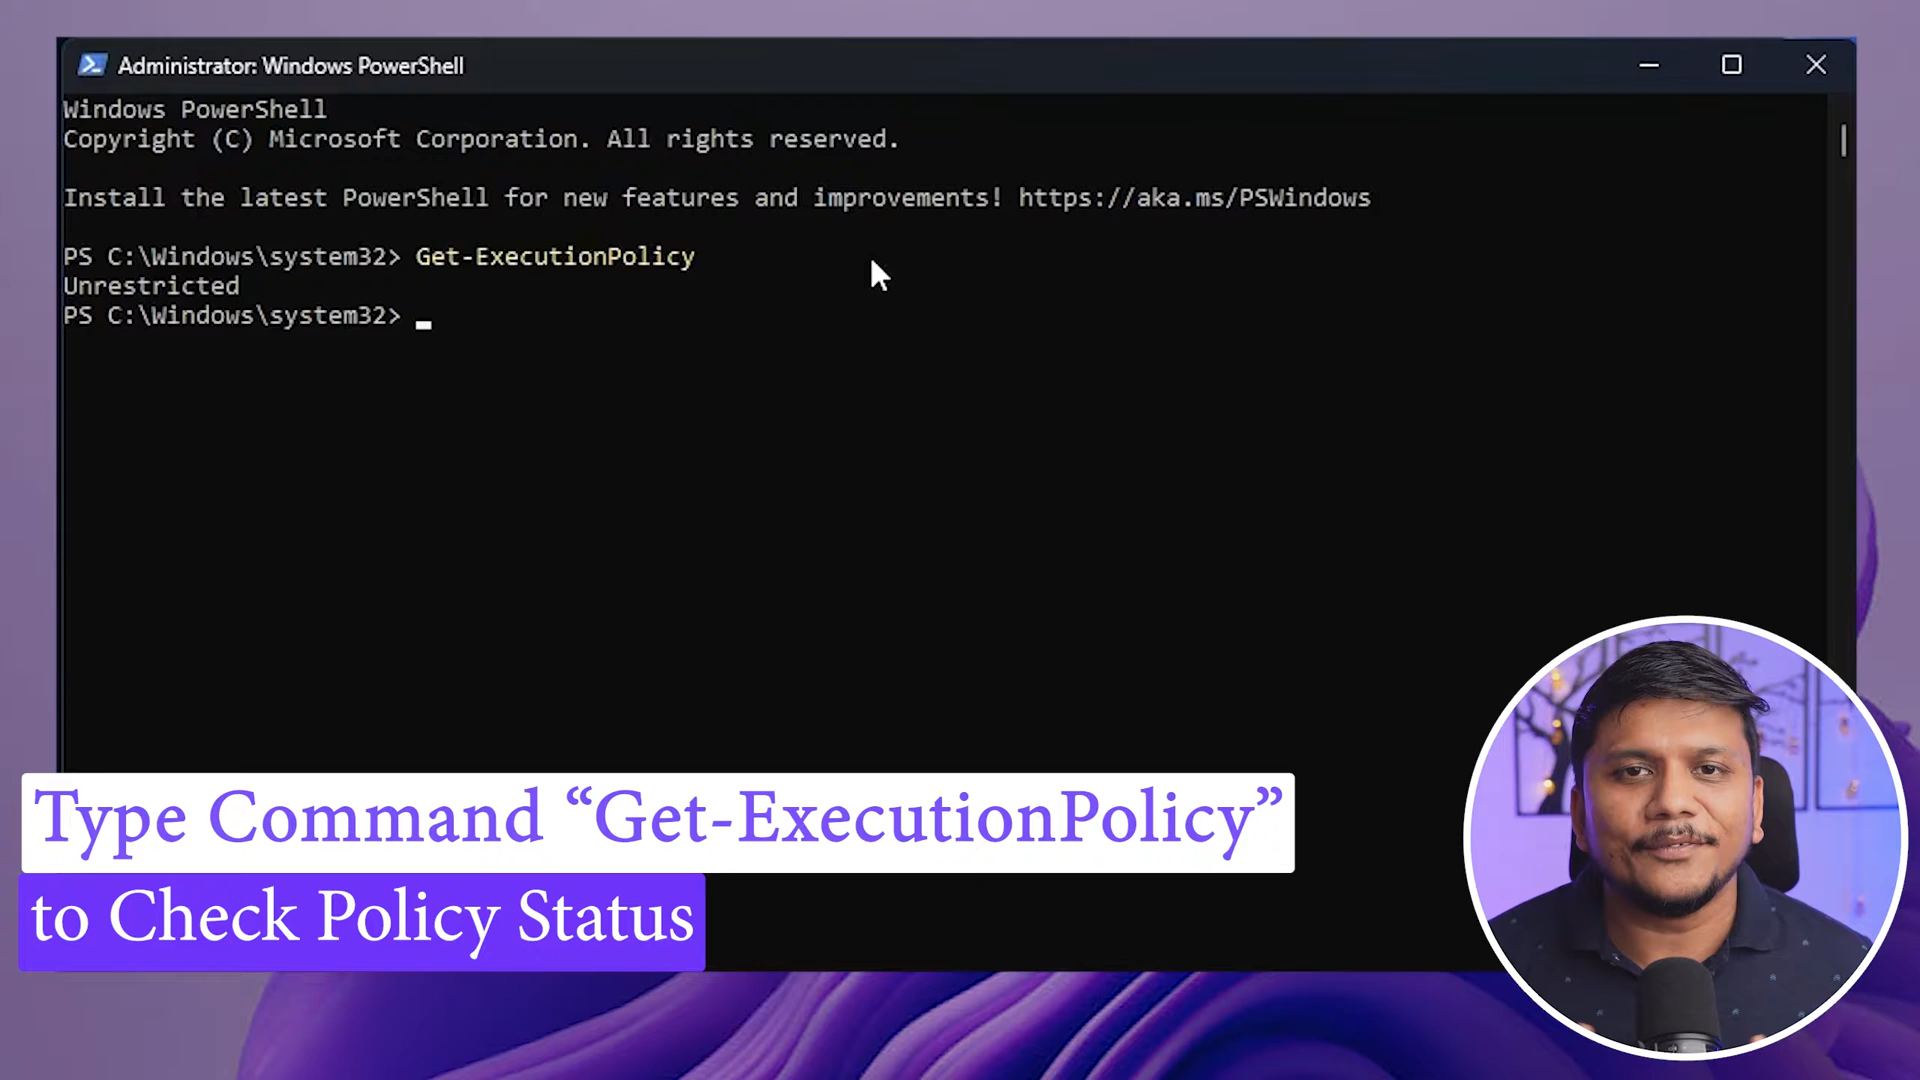 Administrator: Windows PowerShell
Windows PowerShell
Copyright (C) Microsoft Corporation. All rights reserved.
Install the latest PowerShell for new features and improvements! https://aka.ms/PSWindows
PS C:\Windows\system32> Get-ExecutionPolicy
Unrestricted
PS C:\Windows\system32>
Type Command “Get-ExecutionPolicy”
to Check Policy Status